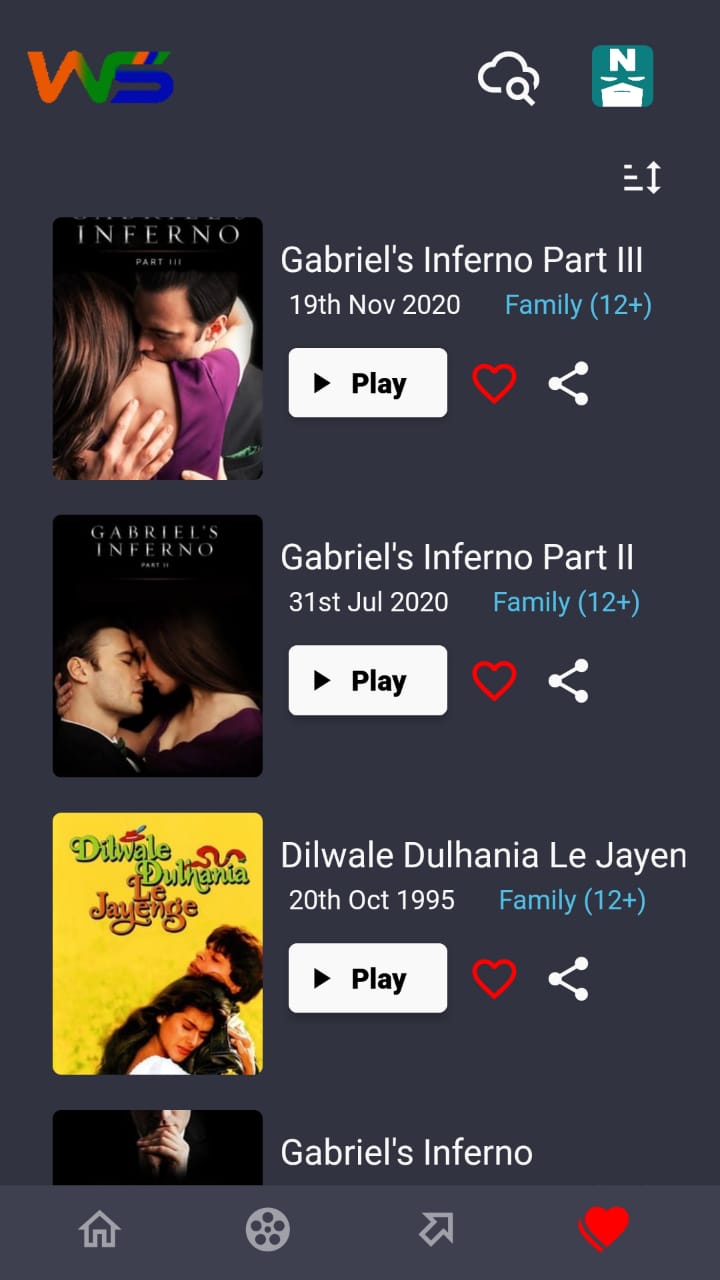 WS
N
GABRIEL'S
INFERNO
PART III
Gabriel's Inferno Part III
19th Nov 2020 Family (12+)
Play
GABRIEL'S
INFERNO
PART II
Gabriel's Inferno Part II
31st Jul 2020 Family (12+)
Play
Dilwale
Dulhania
Le
Jayenge
Dilwale Dulhania Le Jayen
20th Oct 1995 Family (12+)
Play
Gabriel's Inferno